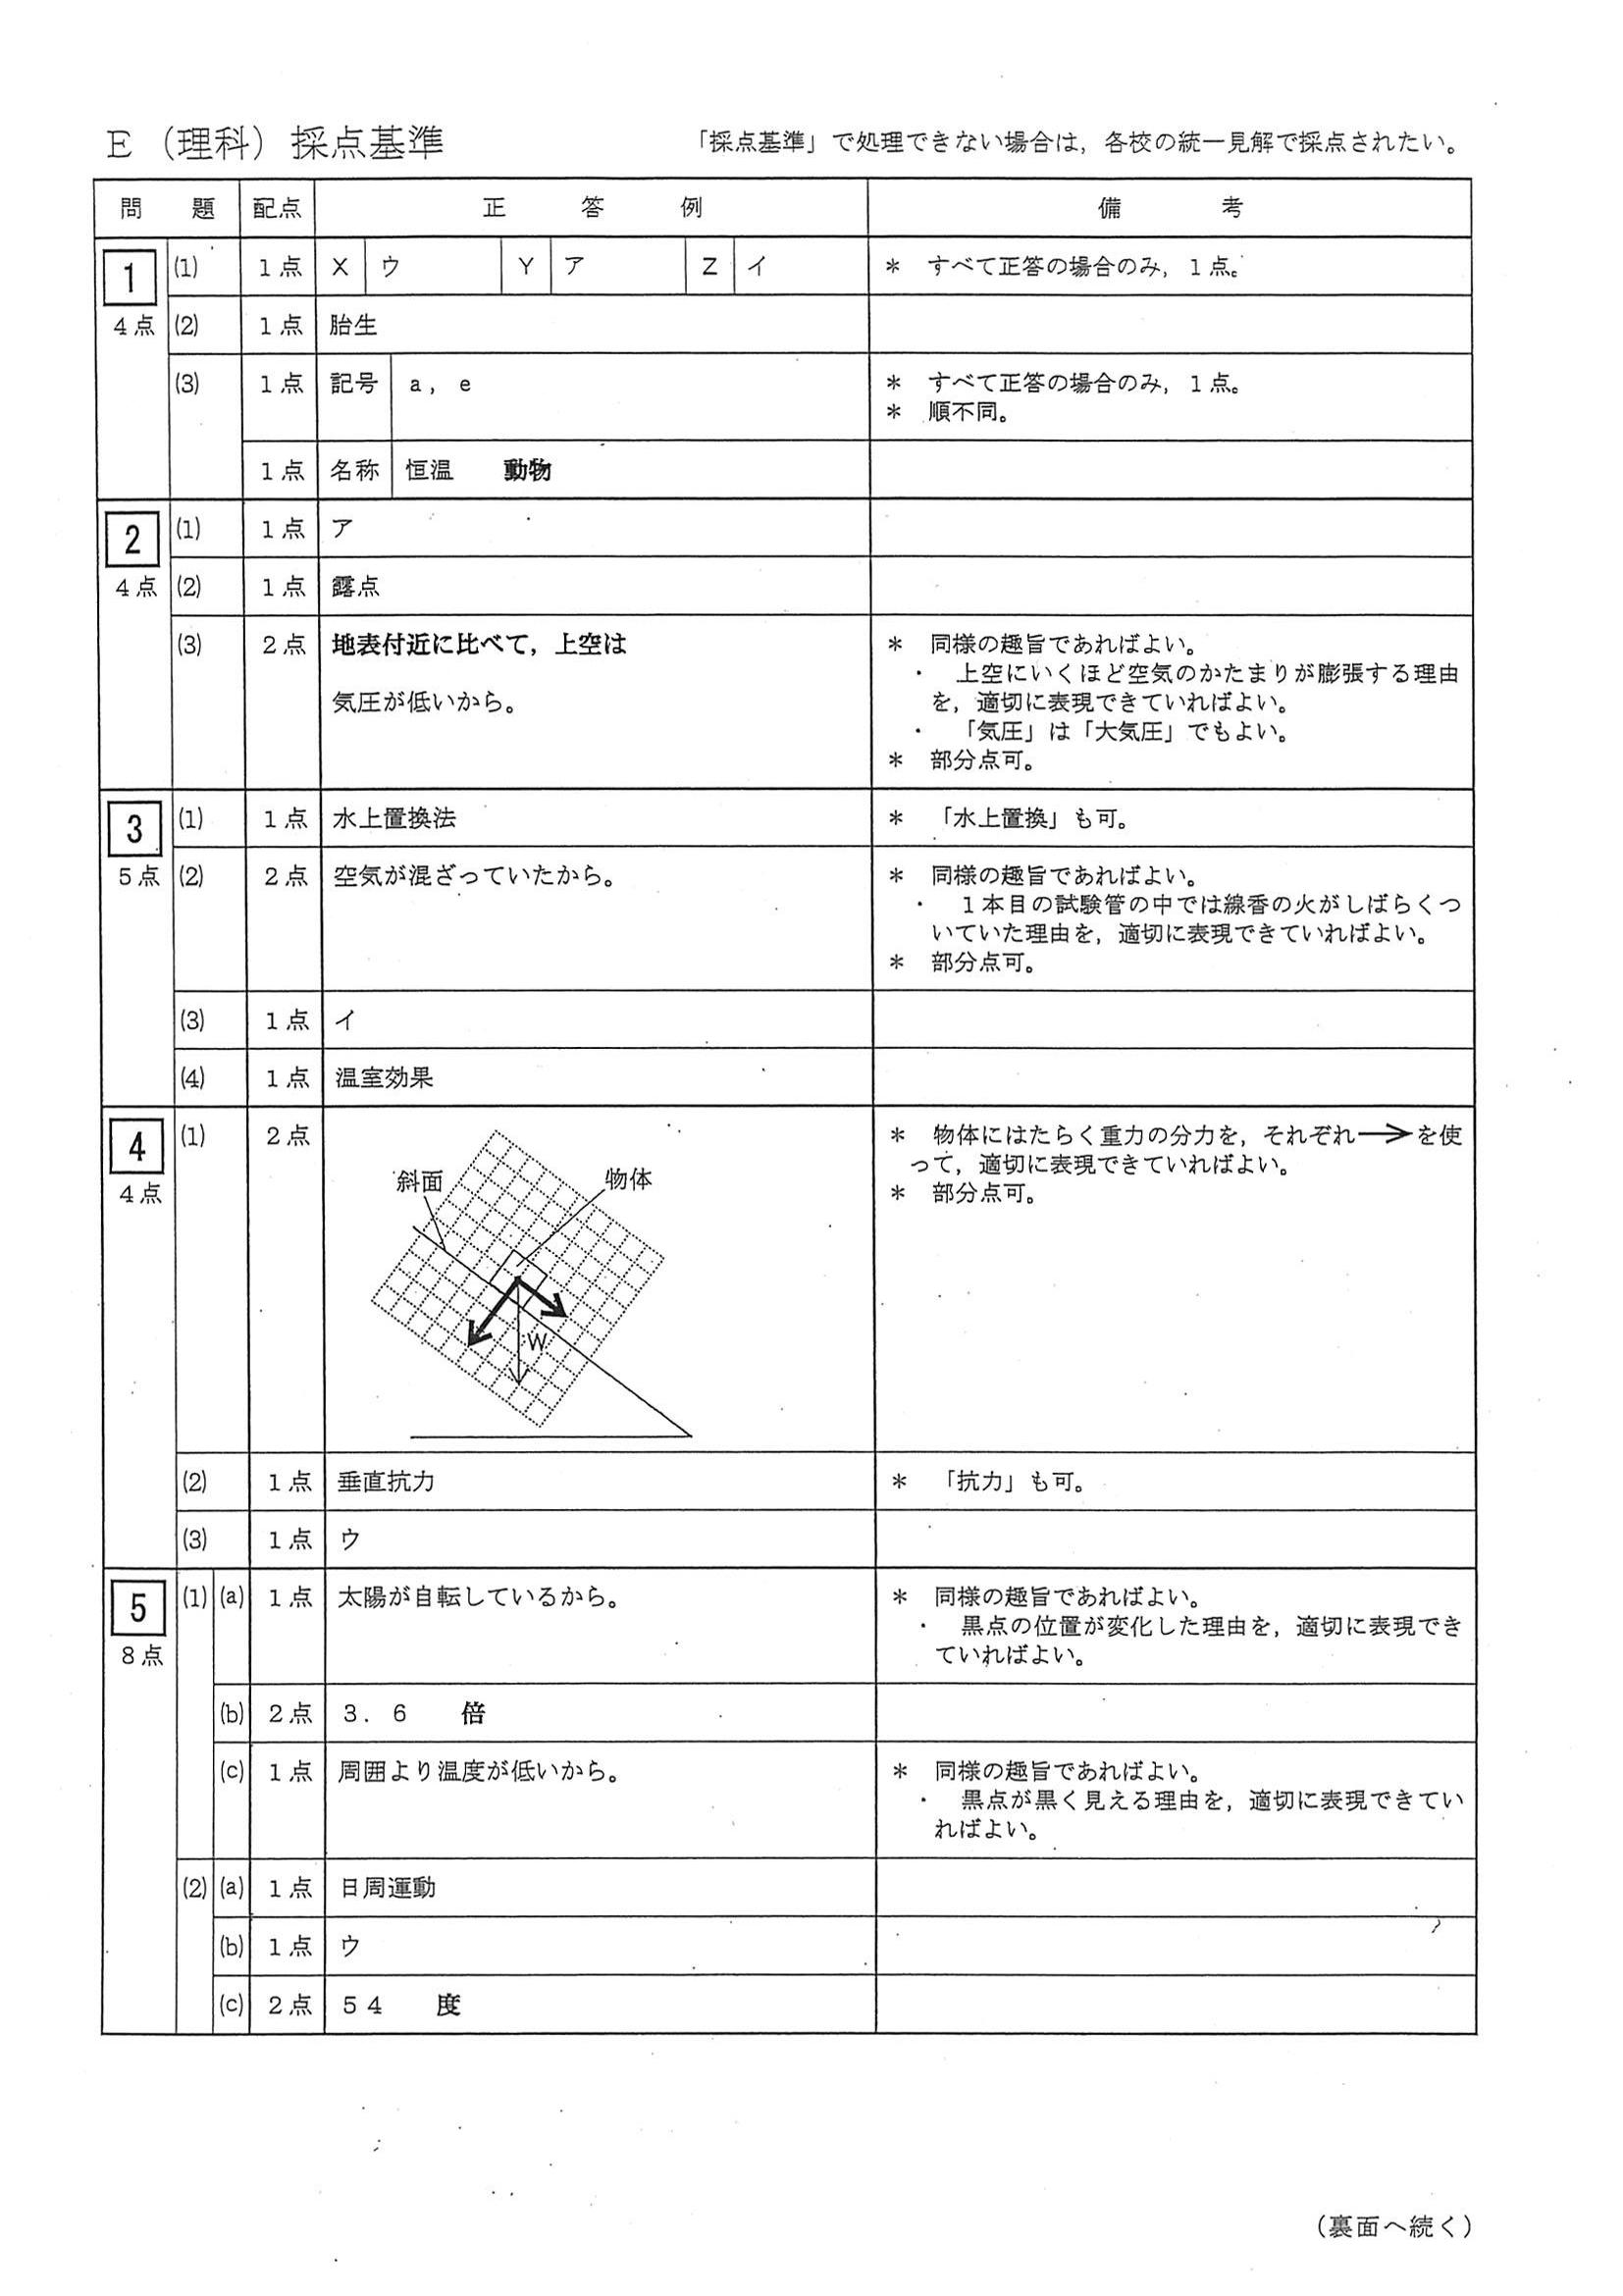 E（理科）採点基準
「採点基準」で処理できない場合は，各校の統一見解で採点されたい。
問　題　配点　正　答　例　備　考
1　(1)　1点　X　ウ　Y　ア　Z　イ　＊　すべて正答の場合のみ，1点。
4点　(2)　1点　胎生
(3)　1点　記号　a，e　＊　すべて正答の場合のみ，1点。
＊　順不同。
1点　名称　恒温　動物
2　(1)　1点　ア
4点　(2)　1点　露点
(3)　2点　地表付近に比べて，上空は　＊　同様の趣旨であればよい。
・　上空にいくほど空気のかたまりが膨張する理由
気圧が低いから。　を，適切に表現できていればよい。
・　「気圧」は「大気圧」でもよい。
＊　部分点可。
3　(1)　1点　水上置換法　＊　「水上置換」も可。
5点　(2)　2点　空気が混ざっていたから。　＊　同様の趣旨であればよい。
・　1本目の試験管の中では線香の火がしばらくつ
いていた理由を，適切に表現できていればよい。
＊　部分点可。
(3)　1点　イ
(4)　1点　温室効果
4　(1)　2点　＊　物体にはたらく重力の分力を，それぞれ→を使
って，適切に表現できていればよい。
4点　＊　部分点可。
斜面　物体
W
(2)　1点　垂直抗力　＊　「抗力」も可。
(3)　1点　ウ
5　(1)　(a)　1点　太陽が自転しているから。　＊　同様の趣旨であればよい。
・　黒点の位置が変化した理由を，適切に表現でき
8点　ていればよい。
(b)　2点　3．6　倍
(c)　1点　周囲より温度が低いから。　＊　同様の趣旨であればよい。
・　黒点が黒く見える理由を，適切に表現できてい
ればよい。
(2)　(a)　1点　日周運動
(b)　1点　ウ
(c)　2点　54　度
（裏面へ続く）